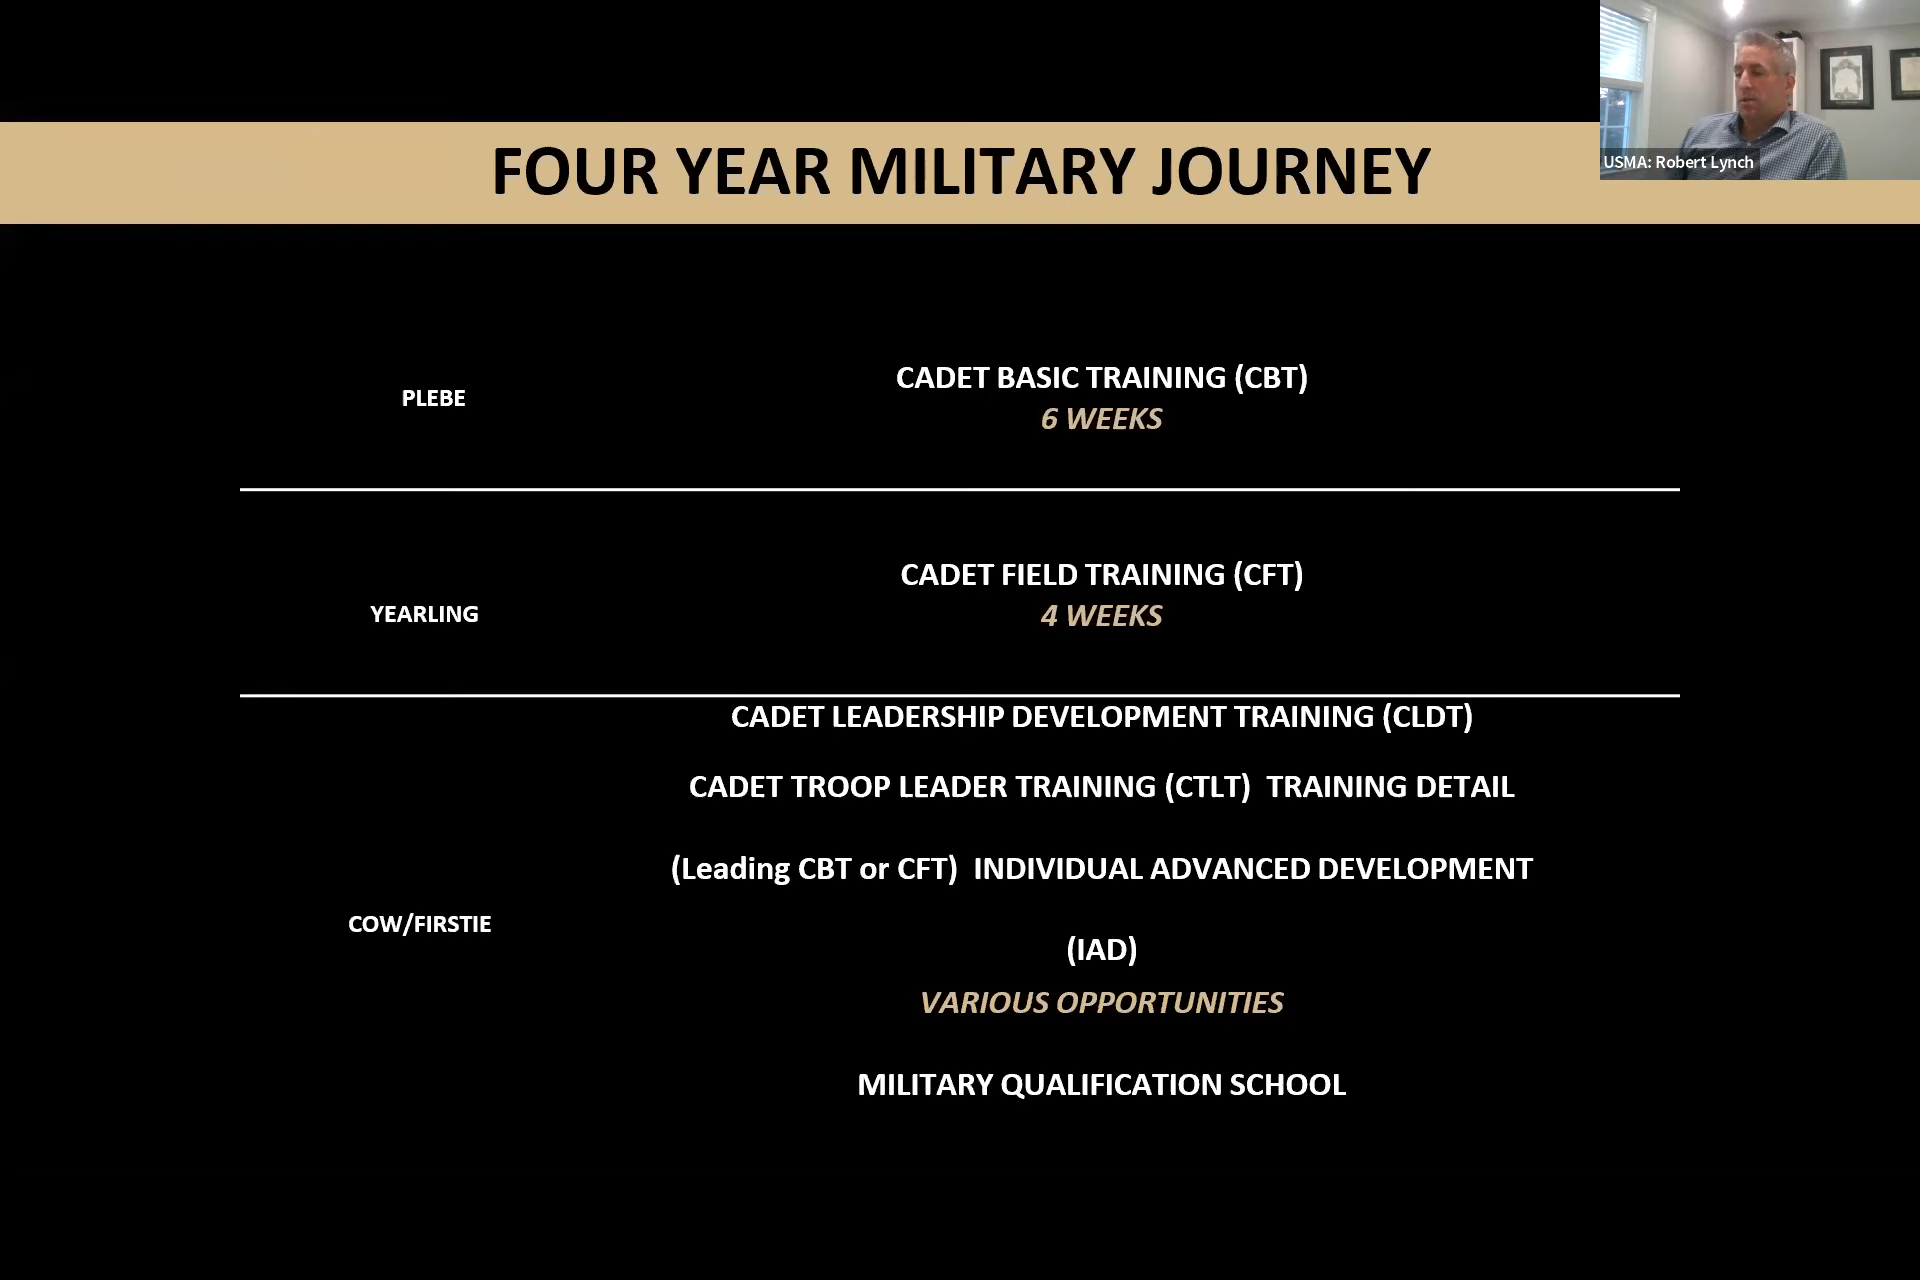 FOUR YEAR MILITARY JOURNEY
USMA: Robert Lynch
PLEBE
CADET BASIC TRAINING (CBT)
6 WEEKS
YEARLING
CADET FIELD TRAINING (CFT)
4 WEEKS
COW/FIRSTIE
CADET LEADERSHIP DEVELOPMENT TRAINING (CLDT)
CADET TROOP LEADER TRAINING (CTLT)  TRAINING DETAIL
(Leading CBT or CFT)  INDIVIDUAL ADVANCED DEVELOPMENT
(IAD)
VARIOUS OPPORTUNITIES
MILITARY QUALIFICATION SCHOOL